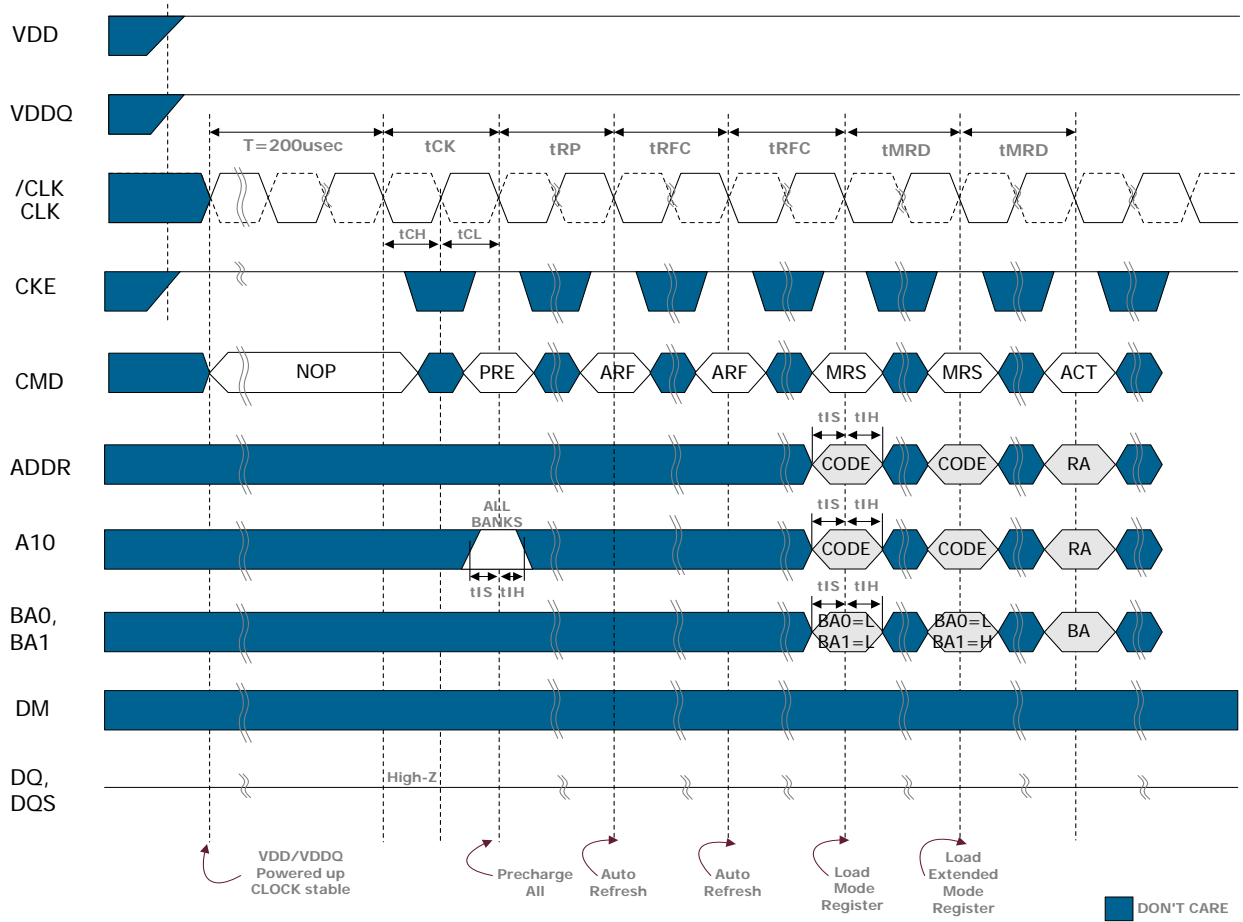 VDD
VDDQ
T=200usec tCK tRP tRFC tRFC tMRD tMRD
/CLK
CLK
tCH tCL
CKE
CMD NOP PRE ARF ARF MRS MRS ACT
tIS tIH
ADDR CODE CODE RA
ALL
BANKS
tIS tIH
A10 CODE CODE RA
tIS tIH
tIS tIH
BA0,
BA1
BA0=L
BA1=L
BA0=L
BA1=H
BA
DM
High-Z
DQ,
DQS
VDD/VDDQ
Powered up
CLOCK stable
Precharge
All
Auto
Refresh
Auto
Refresh
Load
Mode
Register
Load
Extended
Mode
Register
DON'T CARE